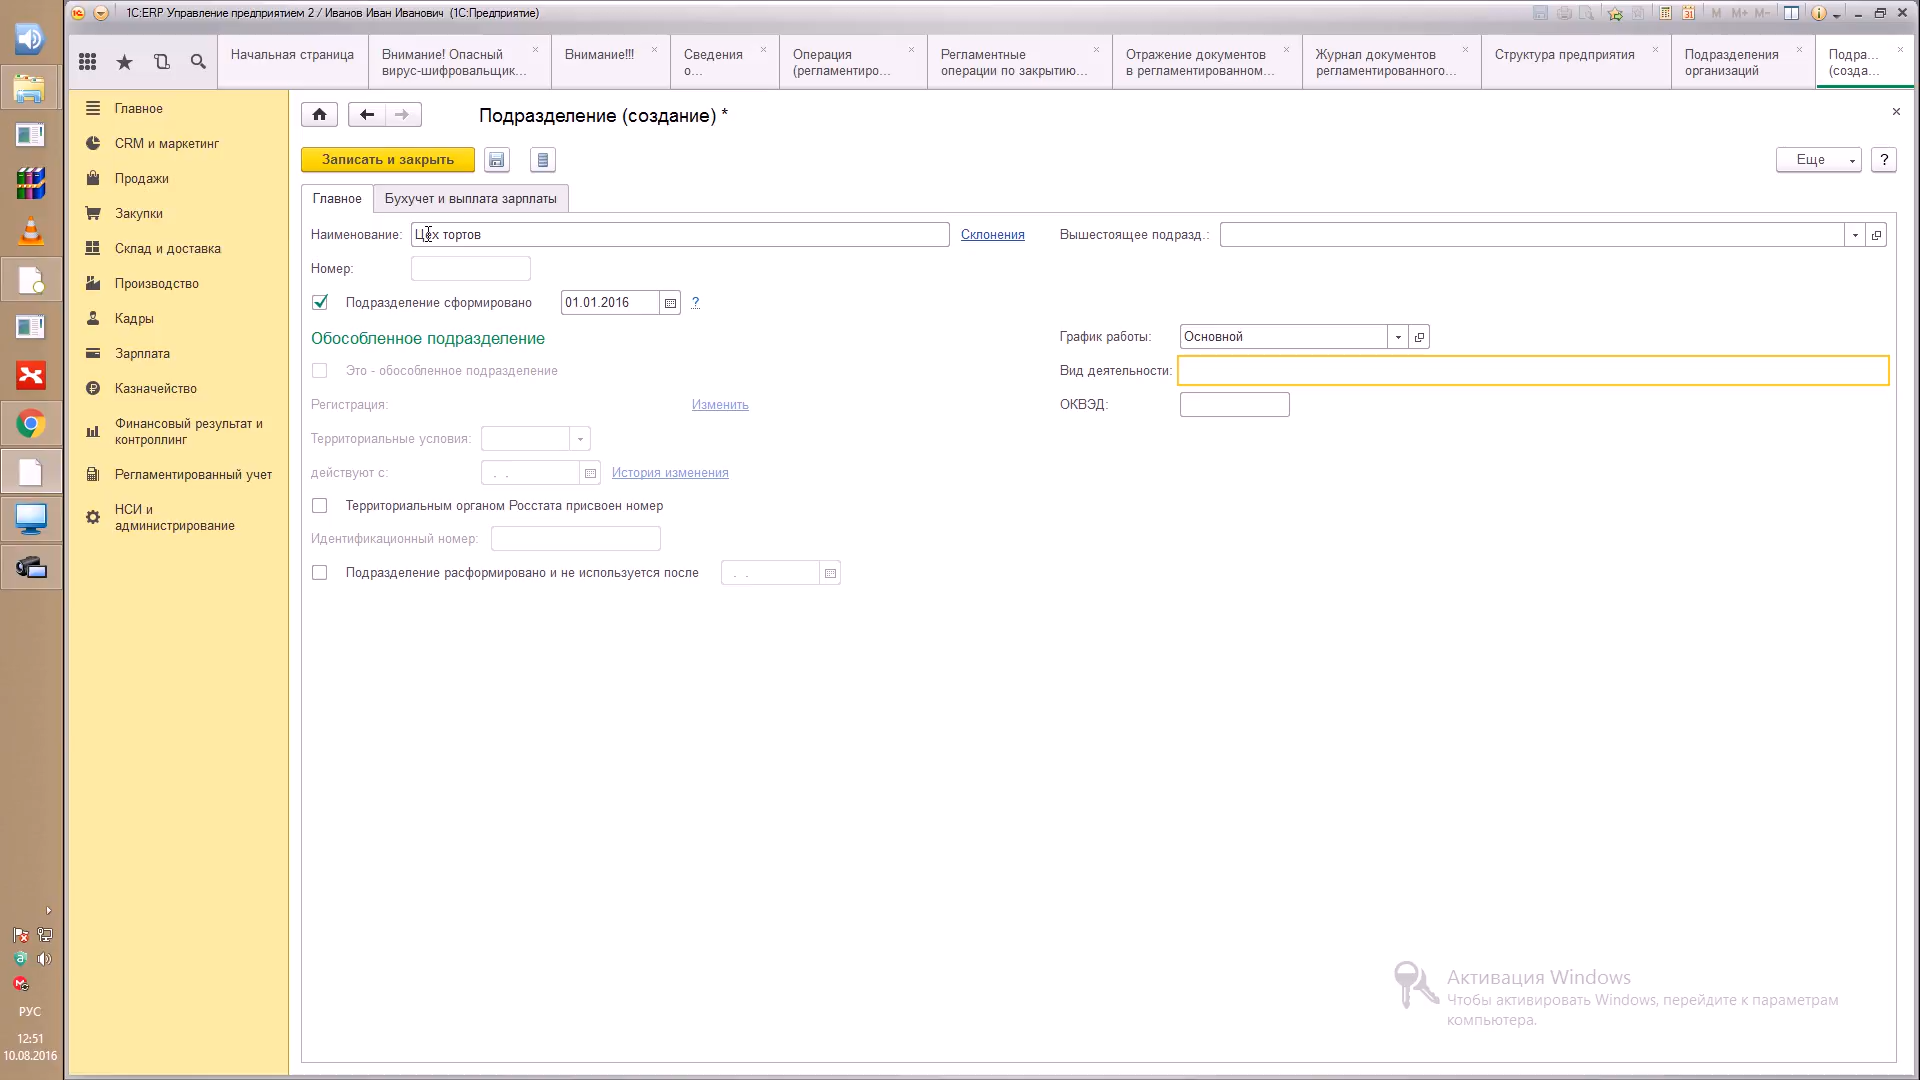 1С:ERP Управление предприятием 2 / Иванов Иван Иванович (1С:Предприятие)
M M+ M-
Начальная страница
Внимание! Опасный
вирус-шифровальщик...
Внимание!!!
Сведения
о...
Операция
(регламентиро...
Регламентные
операции по закрытию...
Отражение документов
в регламентированном...
Журнал документов
регламентированного...
Структура предприятия
Подразделения
организаций
Подра...
(созда...
Главное
CRM и маркетинг
Продажи
Закупки
Склад и доставка
Производство
Кадры
Зарплата
Казначейство
Финансовый результат и
контроллинг
Регламентированный учет
НСИ и
администрирование
Подразделение (создание) *
Записать и закрыть
Еще
?
Главное
Бухучет и выплата зарплаты
Наименование: Цех тортов Склонения
Вышестоящее подразд.:
Номер:
Подразделение сформировано 01.01.2016 ?
Обособленное подразделение
График работы: Основной
Это - обособленное подразделение
Вид деятельности:
Регистрация: Изменить
ОКВЭД:
Территориальные условия:
действуют с: . . История изменения
Территориальным органом Росстата присвоен номер
Идентификационный номер:
Подразделение расформировано и не используется после . .
Активация Windows
Чтобы активировать Windows, перейдите к параметрам
компьютера.
РУС
12:51
10.08.2016